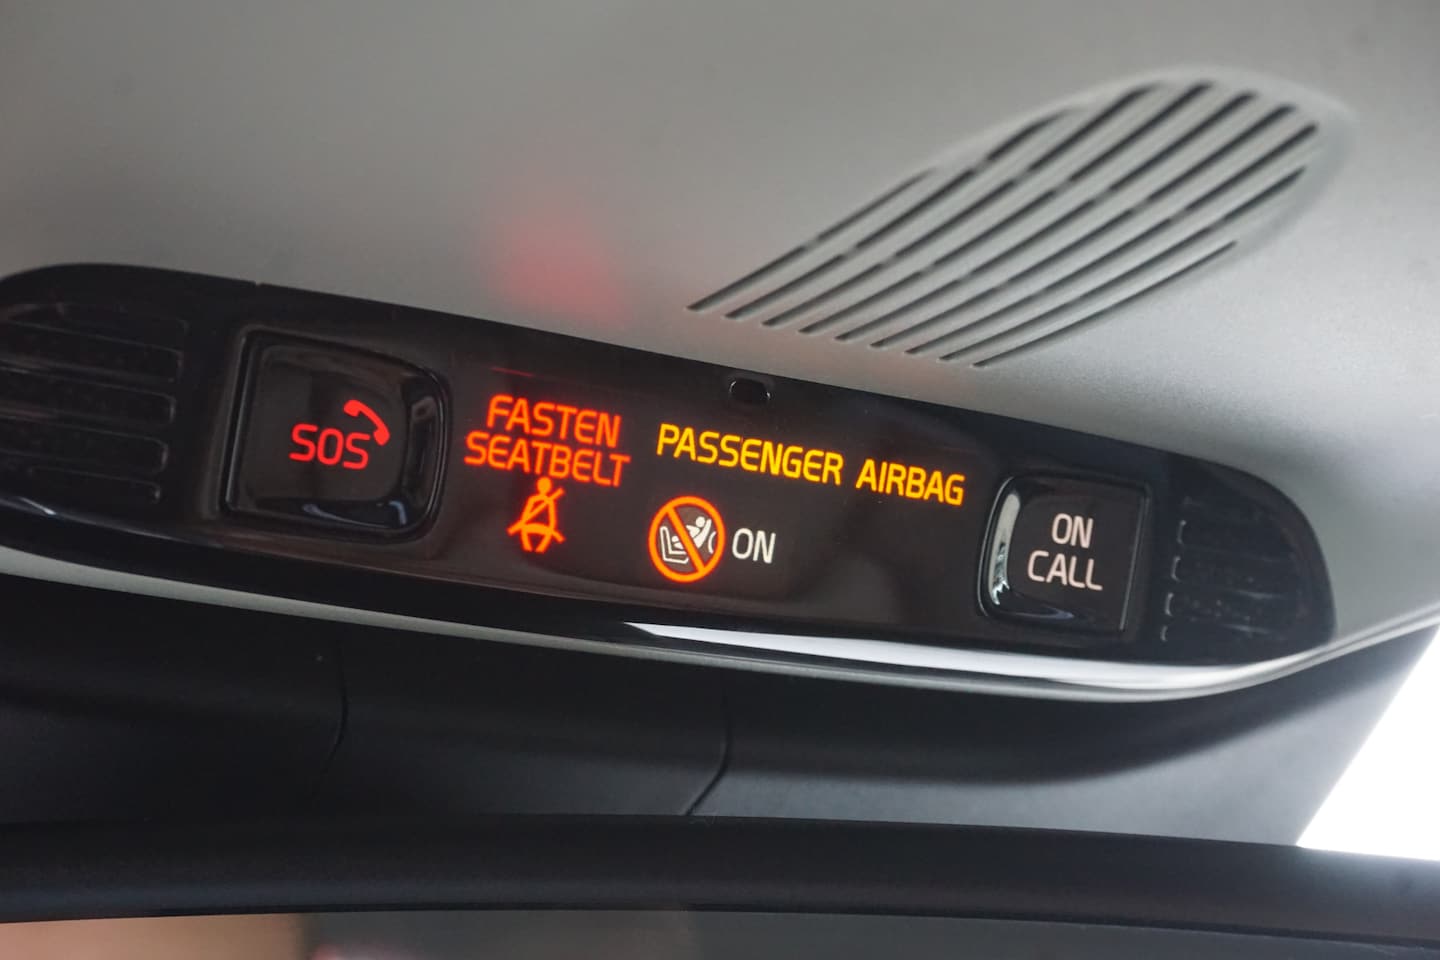 SOS
FASTEN
SEATBELT
PASSENGER AIRBAG
ON
ON
CALL